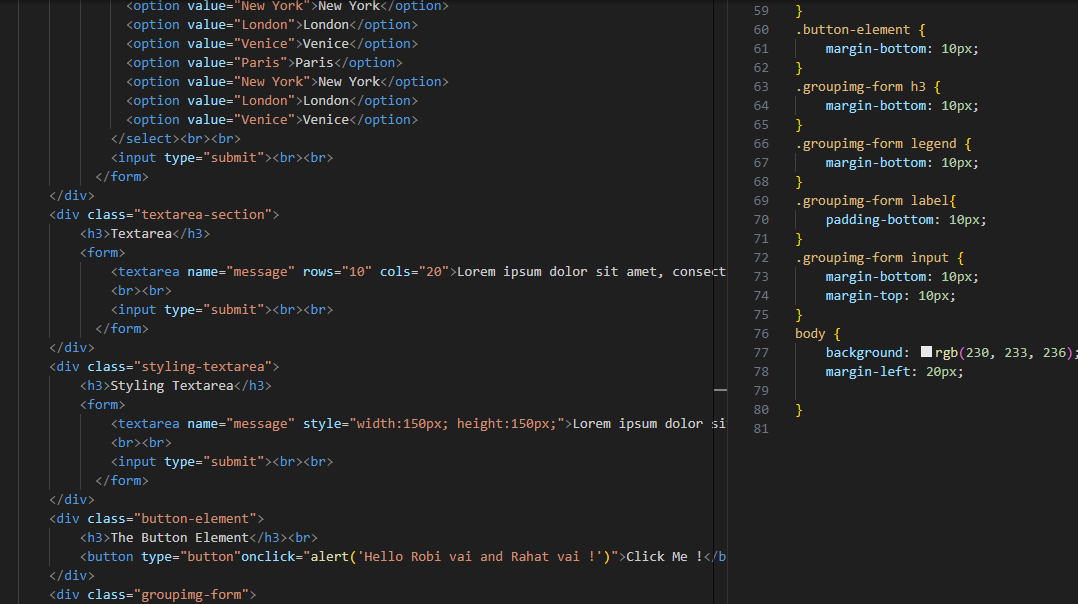 <option value="New York">New York</option>
<option value="London">London</option>
<option value="Venice">Venice</option>
<option value="Paris">Paris</option>
<option value="New York">New York</option>
<option value="London">London</option>
<option value="Venice">Venice</option>
</select><br><br>
<input type="submit"><br><br>
</form>
</div>
<div class="textarea-section">
<h3>Textarea</h3>
<form>
<textarea name="message" rows="10" cols="20">Lorem ipsum dolor sit amet, consect
<br><br>
<input type="submit"><br><br>
</form>
</div>
<div class="styling-textarea">
<h3>Styling Textarea</h3>
<form>
<textarea name="message" style="width:150px; height:150px;">Lorem ipsum dolor si
<br><br>
<input type="submit"><br><br>
</form>
</div>
<div class="button-element">
<h3>The Button Element</h3><br>
<button type="button"onclick="alert('Hello Robi vai and Rahat vai !')">Click Me !</b
</div>
<div class="groupimg-form">
59 }
60 .button-element {
61 margin-bottom: 10px;
62 }
63 .groupimg-form h3 {
64 margin-bottom: 10px;
65 }
66 .groupimg-form legend {
67 margin-bottom: 10px;
68 }
69 .groupimg-form label{
70 padding-bottom: 10px;
71 }
72 .groupimg-form input {
73 margin-bottom: 10px;
74 margin-top: 10px;
75 }
76 body {
77 background: rgb(230, 233, 236);
78 margin-left: 20px;
79
80 }
81